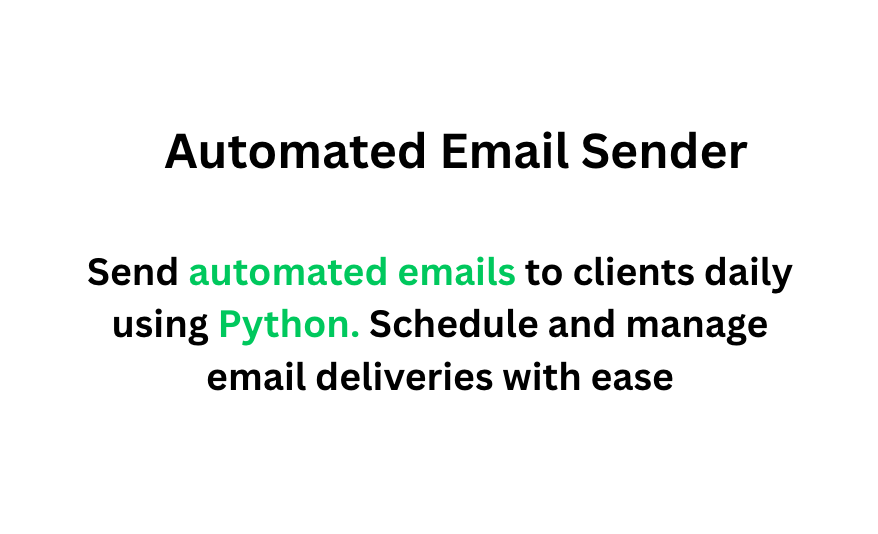 Automated Email Sender
Send automated emails to clients daily
using Python. Schedule and manage
email deliveries with ease